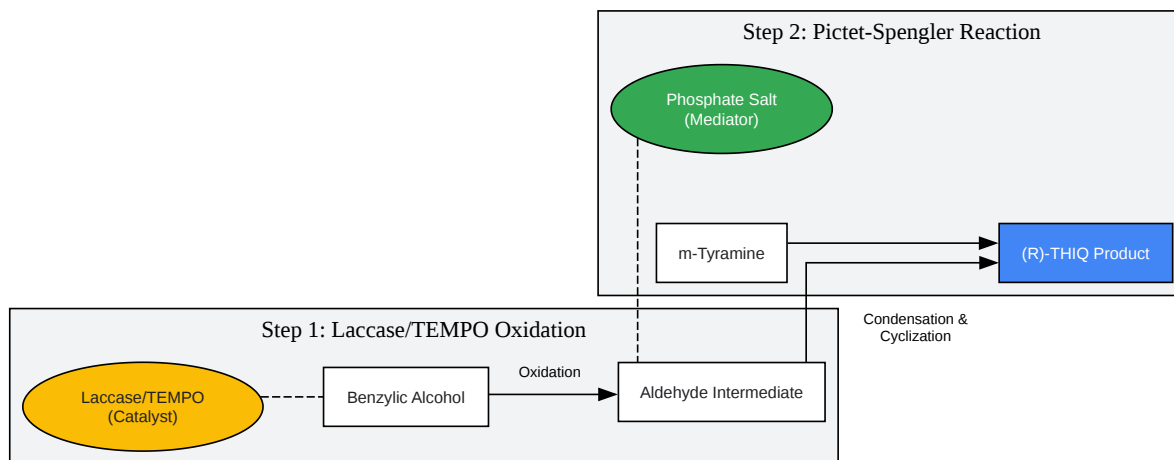 Step 2: Pictet-Spengler Reaction
Phosphate Salt
(Mediator)
m-Tyramine
(R)-THIQ Product
Condensation &
Cyclization
Step 1: Laccase/TEMPO Oxidation
Laccase/TEMPO
(Catalyst)
Benzylic Alcohol
Oxidation
Aldehyde Intermediate